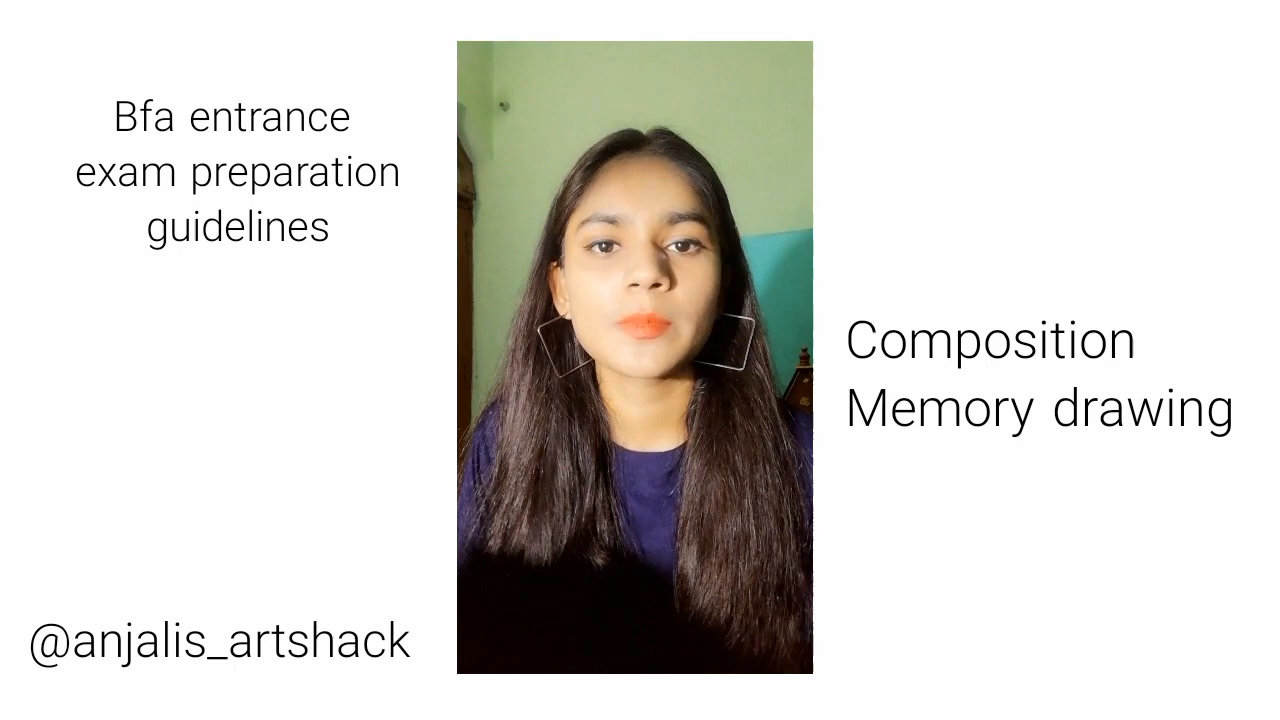 Bfa entrance
exam preparation
guidelines
Composition
Memory drawing
@anjalis_artshack